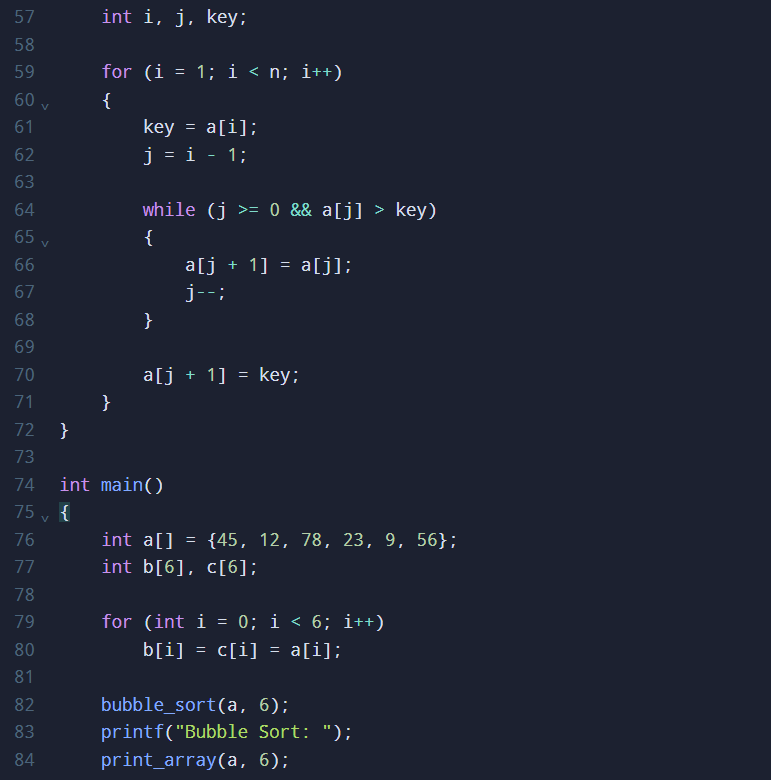 57 int i, j, key;
58
59 for (i = 1; i < n; i++)
60 {
61 key = a[i];
62 j = i - 1;
63
64 while (j >= 0 && a[j] > key)
65 {
66 a[j + 1] = a[j];
67 j--;
68 }
69
70 a[j + 1] = key;
71 }
72 }
73
74 int main()
75 {
76 int a[] = {45, 12, 78, 23, 9, 56};
77 int b[6], c[6];
78
79 for (int i = 0; i < 6; i++)
80 b[i] = c[i] = a[i];
81
82 bubble_sort(a, 6);
83 printf("Bubble Sort: ");
84 print_array(a, 6);